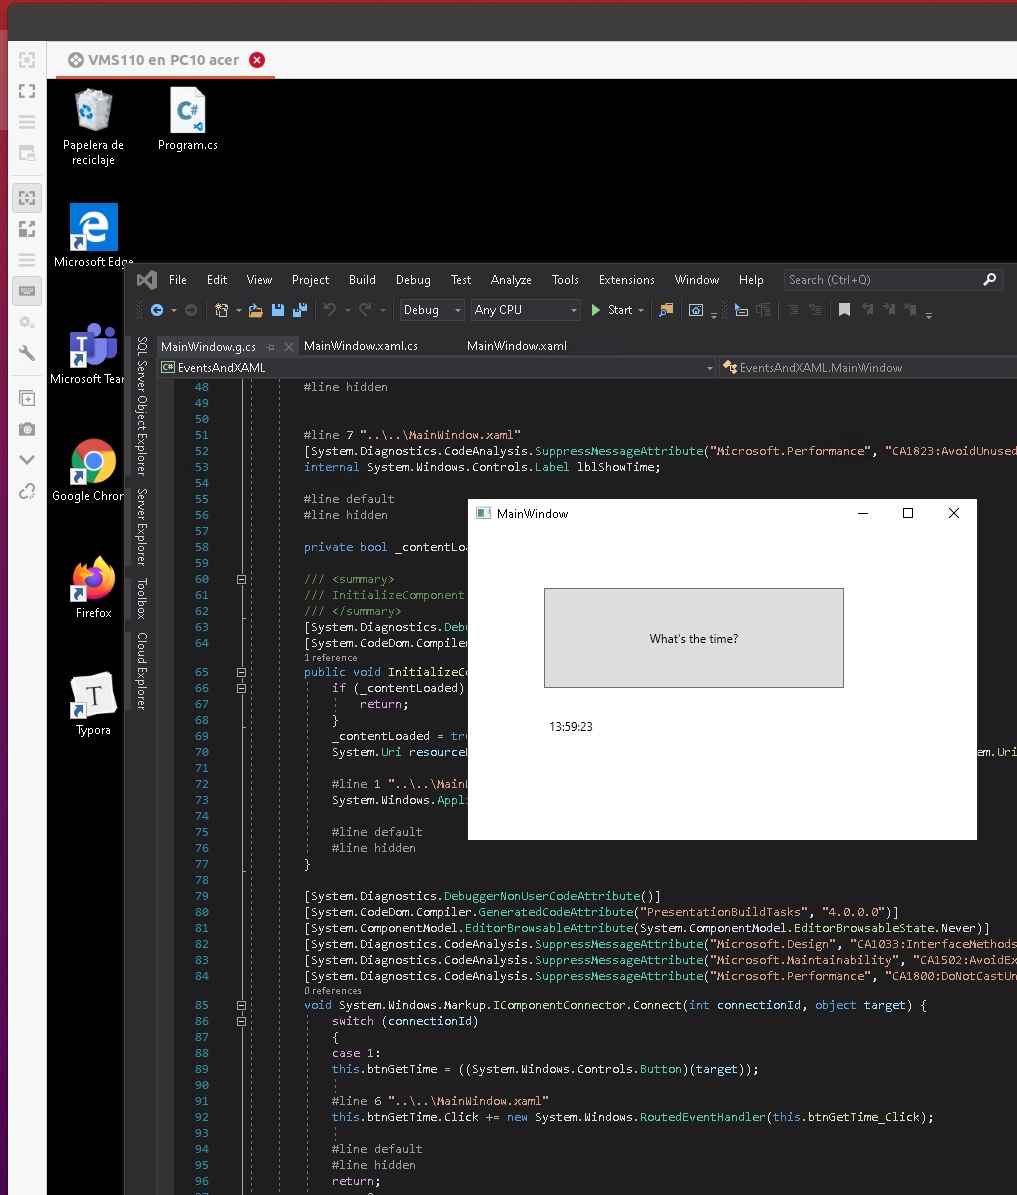 VMS110 en PC10 acer
Papelera de
reciclaje
Program.cs
Microsoft Edge
Microsoft Tear
Google Chron
Firefox
Typora
File Edit View Project Build Debug Test Analyze Tools Extensions Window Help Search (Ctrl+Q)
Debug Any CPU Start
SQL Server Object Explorer
Server Explorer
Toolbox
Cloud Explorer
MainWindow.g.cs MainWindow.xaml.cs MainWindow.xaml
C# EventsAndXAML EventsAndXAML.MainWindow
48 #line hidden
49
50
51 #line 7 "..\..\MainWindow.xaml"
52 [System.Diagnostics.CodeAnalysis.SuppressMessageAttribute("Microsoft.Performance", "CA1823:AvoidUnused
53 internal System.Windows.Controls.Label lblShowTime;
54
55 #line default
56 #line hidden
57
58 private bool _contentLoa
59
60 /// <summary>
61 /// InitializeComponent
62 /// </summary>
63 [System.Diagnostics.Debu
64 [System.CodeDom.Compiler
1 reference
65 public void InitializeCo
66 if (_contentLoaded)
67 return;
68 }
69 _contentLoaded = tru
70 System.Uri resourceL em.Uri
71
72 #line 1 "..\..\MainW
73 System.Windows.Appli
74
75 #line default
76 #line hidden
77 }
78
79 [System.Diagnostics.DebuggerNonUserCodeAttribute()]
80 [System.CodeDom.Compiler.GeneratedCodeAttribute("PresentationBuildTasks", "4.0.0.0")]
81 [System.ComponentModel.EditorBrowsableAttribute(System.ComponentModel.EditorBrowsableState.Never)]
82 [System.Diagnostics.CodeAnalysis.SuppressMessageAttribute("Microsoft.Design", "CA1033:InterfaceMethods
83 [System.Diagnostics.CodeAnalysis.SuppressMessageAttribute("Microsoft.Maintainability", "CA1502:AvoidEx
84 [System.Diagnostics.CodeAnalysis.SuppressMessageAttribute("Microsoft.Performance", "CA1800:DoNotCastUn
0 references
85 void System.Windows.Markup.IComponentConnector.Connect(int connectionId, object target) {
86 switch (connectionId)
87 {
88 case 1:
89 this.btnGetTime = ((System.Windows.Controls.Button)(target));
90
91 #line 6 "..\..\MainWindow.xaml"
92 this.btnGetTime.Click += new System.Windows.RoutedEventHandler(this.btnGetTime_Click);
93
94 #line default
95 #line hidden
96 return;
MainWindow
What's the time?
13:59:23